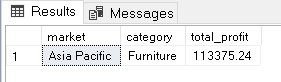 Results Messages
market category total_profit
1 Asia Pacific Furniture 113375.24